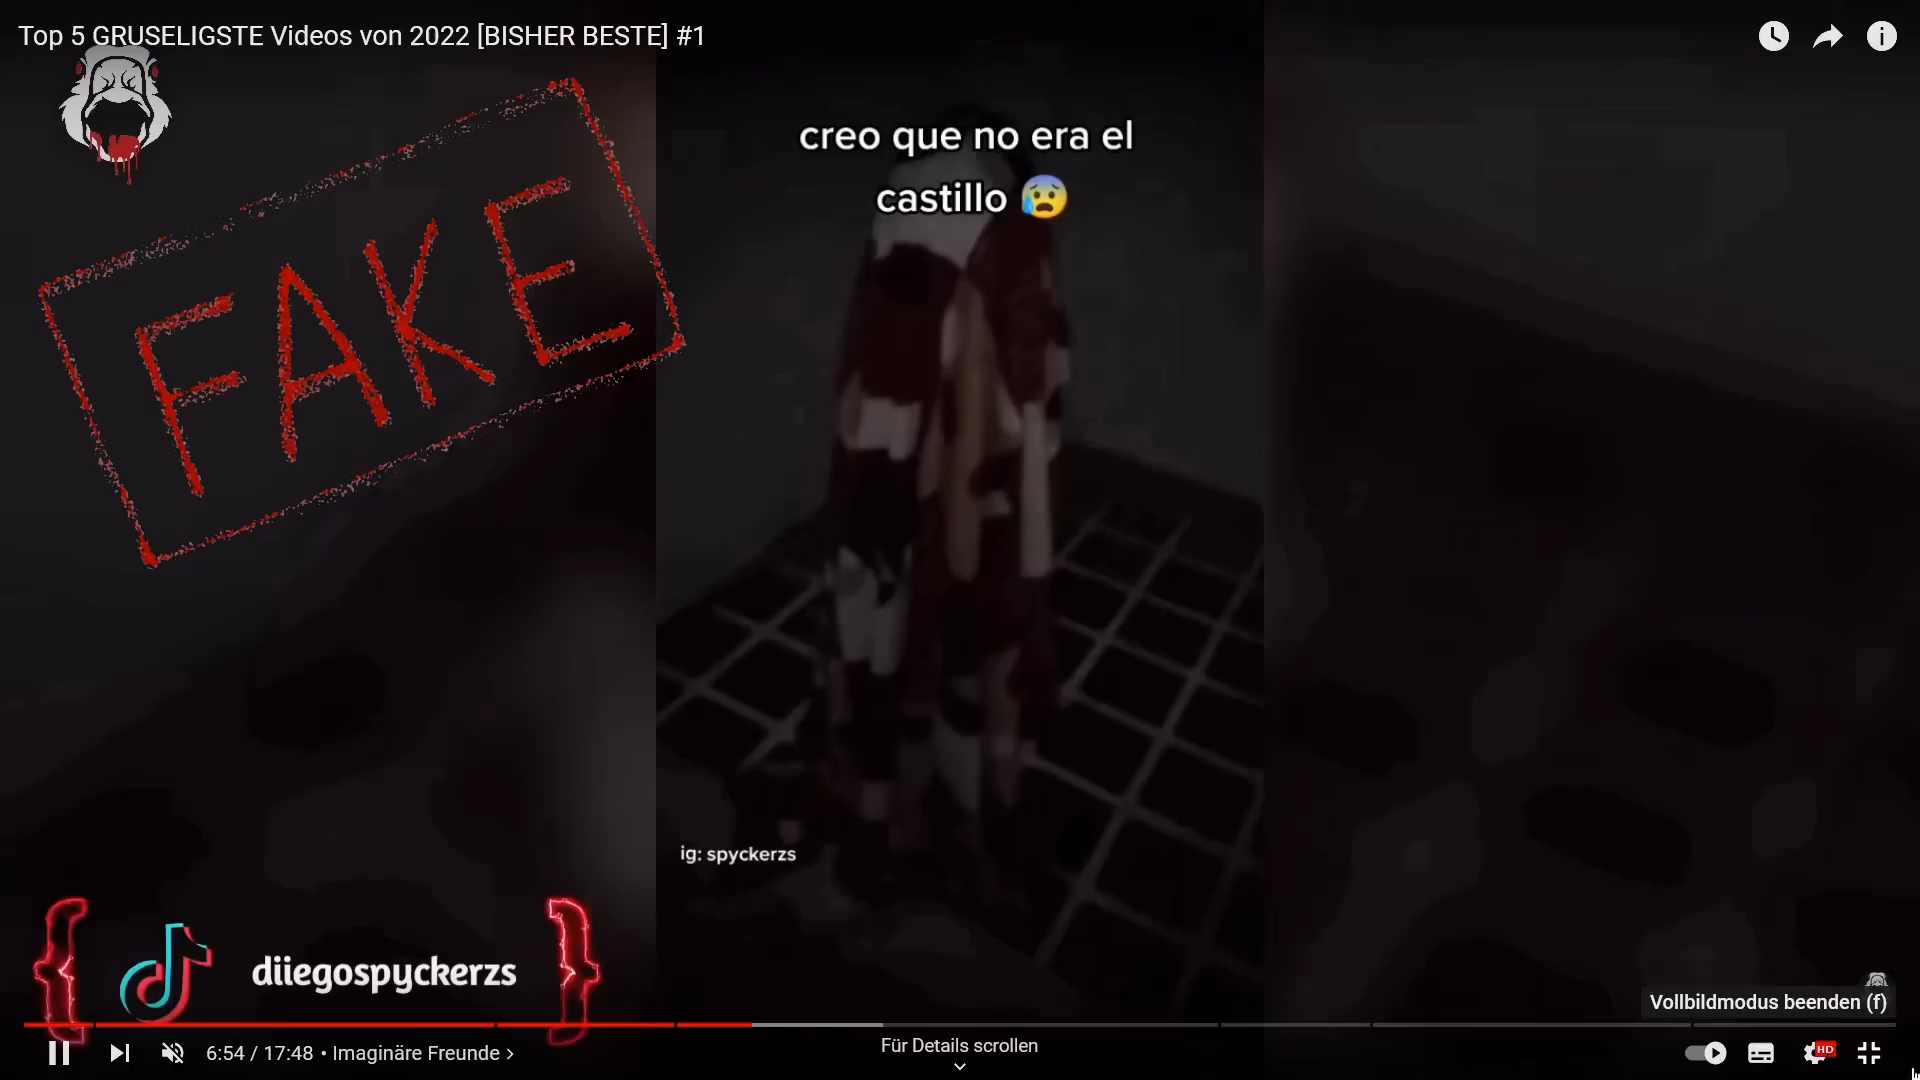 Top 5 GRUSELIGSTE Videos von 2022 [BISHER BESTE] #1
creo que no era el
castillo 😰
FAKE
ig: spyckerzs
diiegospyckerzs
Vollbildmodus beenden (f)
6:54 / 17:48 • Imaginäre Freunde ›
Für Details scrollen
HD